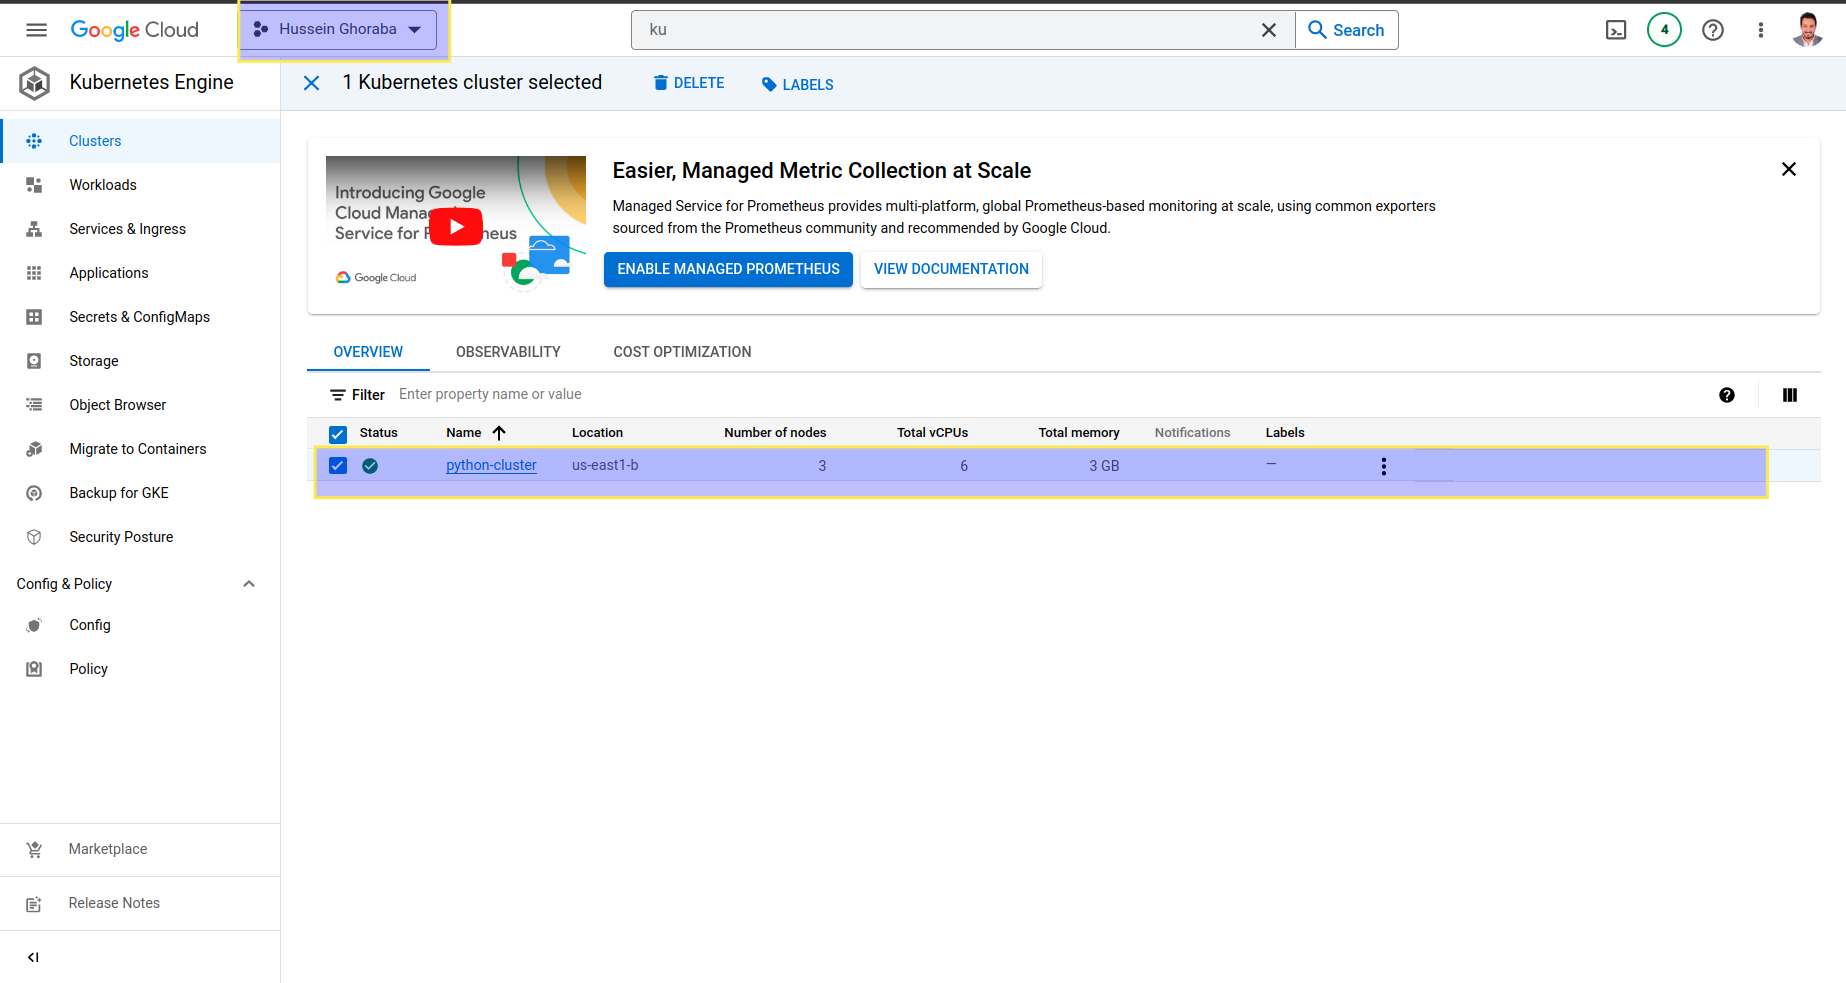 Google Cloud
Hussein Ghoraba
ku
Search
4
Kubernetes Engine
1 Kubernetes cluster selected
DELETE
LABELS
Clusters
Workloads
Services & Ingress
Applications
Secrets & ConfigMaps
Storage
Object Browser
Migrate to Containers
Backup for GKE
Security Posture
Config & Policy
Config
Policy
Marketplace
Release Notes
Introducing Google
Cloud Mana
Service for P heus
Google Cloud
Easier, Managed Metric Collection at Scale
Managed Service for Prometheus provides multi-platform, global Prometheus-based monitoring at scale, using common exporters
sourced from the Prometheus community and recommended by Google Cloud.
ENABLE MANAGED PROMETHEUS
VIEW DOCUMENTATION
OVERVIEW OBSERVABILITY COST OPTIMIZATION
Filter Enter property name or value
Status Name Location Number of nodes Total vCPUs Total memory Notifications Labels
python-cluster us-east1-b 3 6 3 GB —